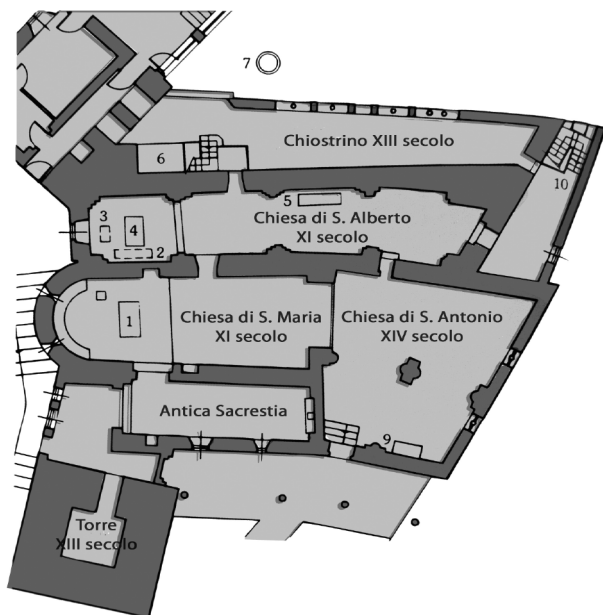 7
Chiostrino XIII secolo
6
10
5
3
4
Chiesa di S. Alberto
XI secolo
2
1
Chiesa di S. Maria
XI secolo
Chiesa di S. Antonio
XIV secolo
Antica Sacrestia
9
Torre
XIII secolo